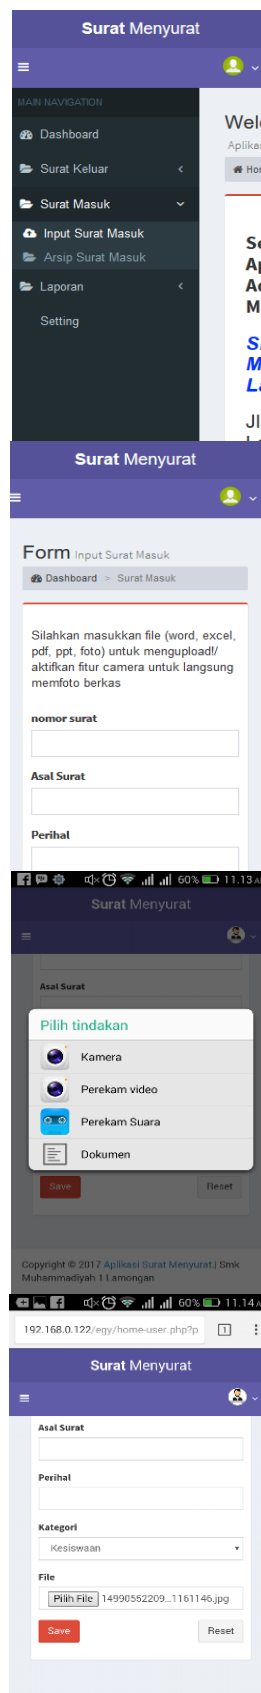 Surat Menyurat
MAIN NAVIGATION
Dashboard
Surat Keluar
Surat Masuk
Input Surat Masuk
Arsip Surat Masuk
Laporan
Setting
Surat Menyurat
Form Input Surat Masuk
Dashboard > Surat Masuk
Silahkan masukkan file (word, excel,
pdf, ppt, foto) untuk mengupload!/
aktifkan fitur camera untuk langsung
memfoto berkas
nomor surat
Asal Surat
Perihal
60% 11.13
Surat Menyurat
Asal Surat
Pilih tindakan
Kamera
Perekam video
Perekam Suara
Dokumen
Save Reset
Copyright © 2017 Aplikasi Surat Menyurat.| Smk
Muhammadiyah 1 Lamongan
60% 11.14
192.168.0.122/egy/home-user.php?p 1
Surat Menyurat
Asal Surat
Perihal
Kategori
Kesiswaan
File
Pilih File 14990552209...1161146.jpg
Save Reset